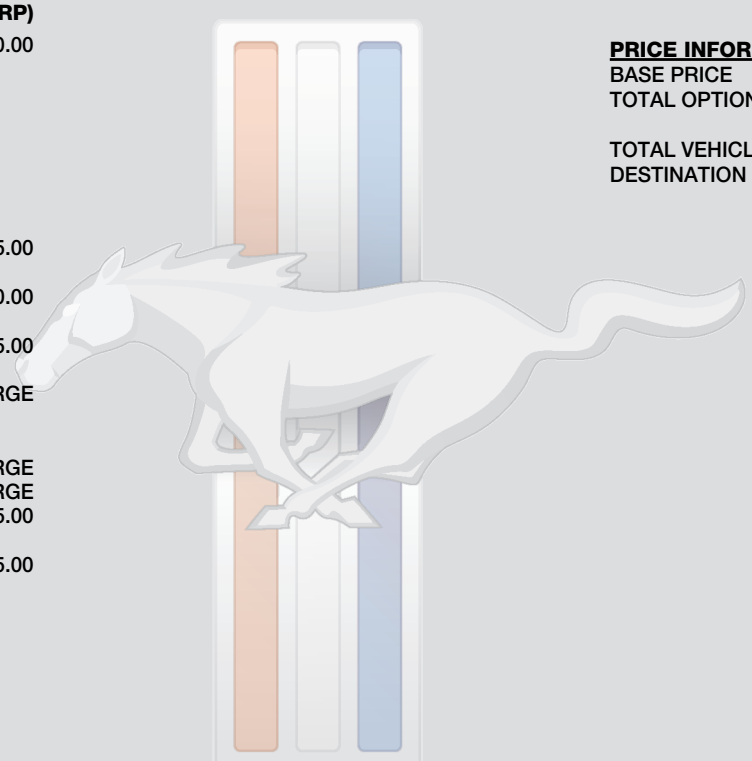 RP)
0.00
5.00
0.00
5.00
RGE
RGE
RGE
5.00
5.00
PRICE INFOR
BASE PRICE
TOTAL OPTION
TOTAL VEHICL
DESTINATION